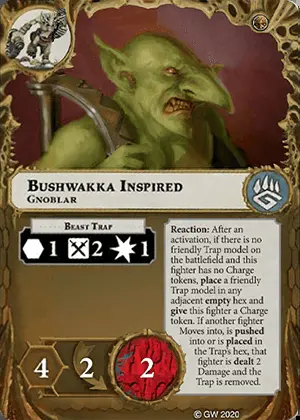 Bushwakka Inspired
Gnoblar
Beast Trap
1 2 1
Reaction: After an
activation, if there is no
friendly Trap model on
the battlefield and this
fighter has no Charge
tokens, place a friendly
Trap model in any
adjacent empty hex and
give this fighter a Charge
token. If another fighter
Moves into, is pushed
into or is placed in
the Trap's hex, that
fighter is dealt 2
Damage and the
Trap is removed.
4 2 2
© GW 2020